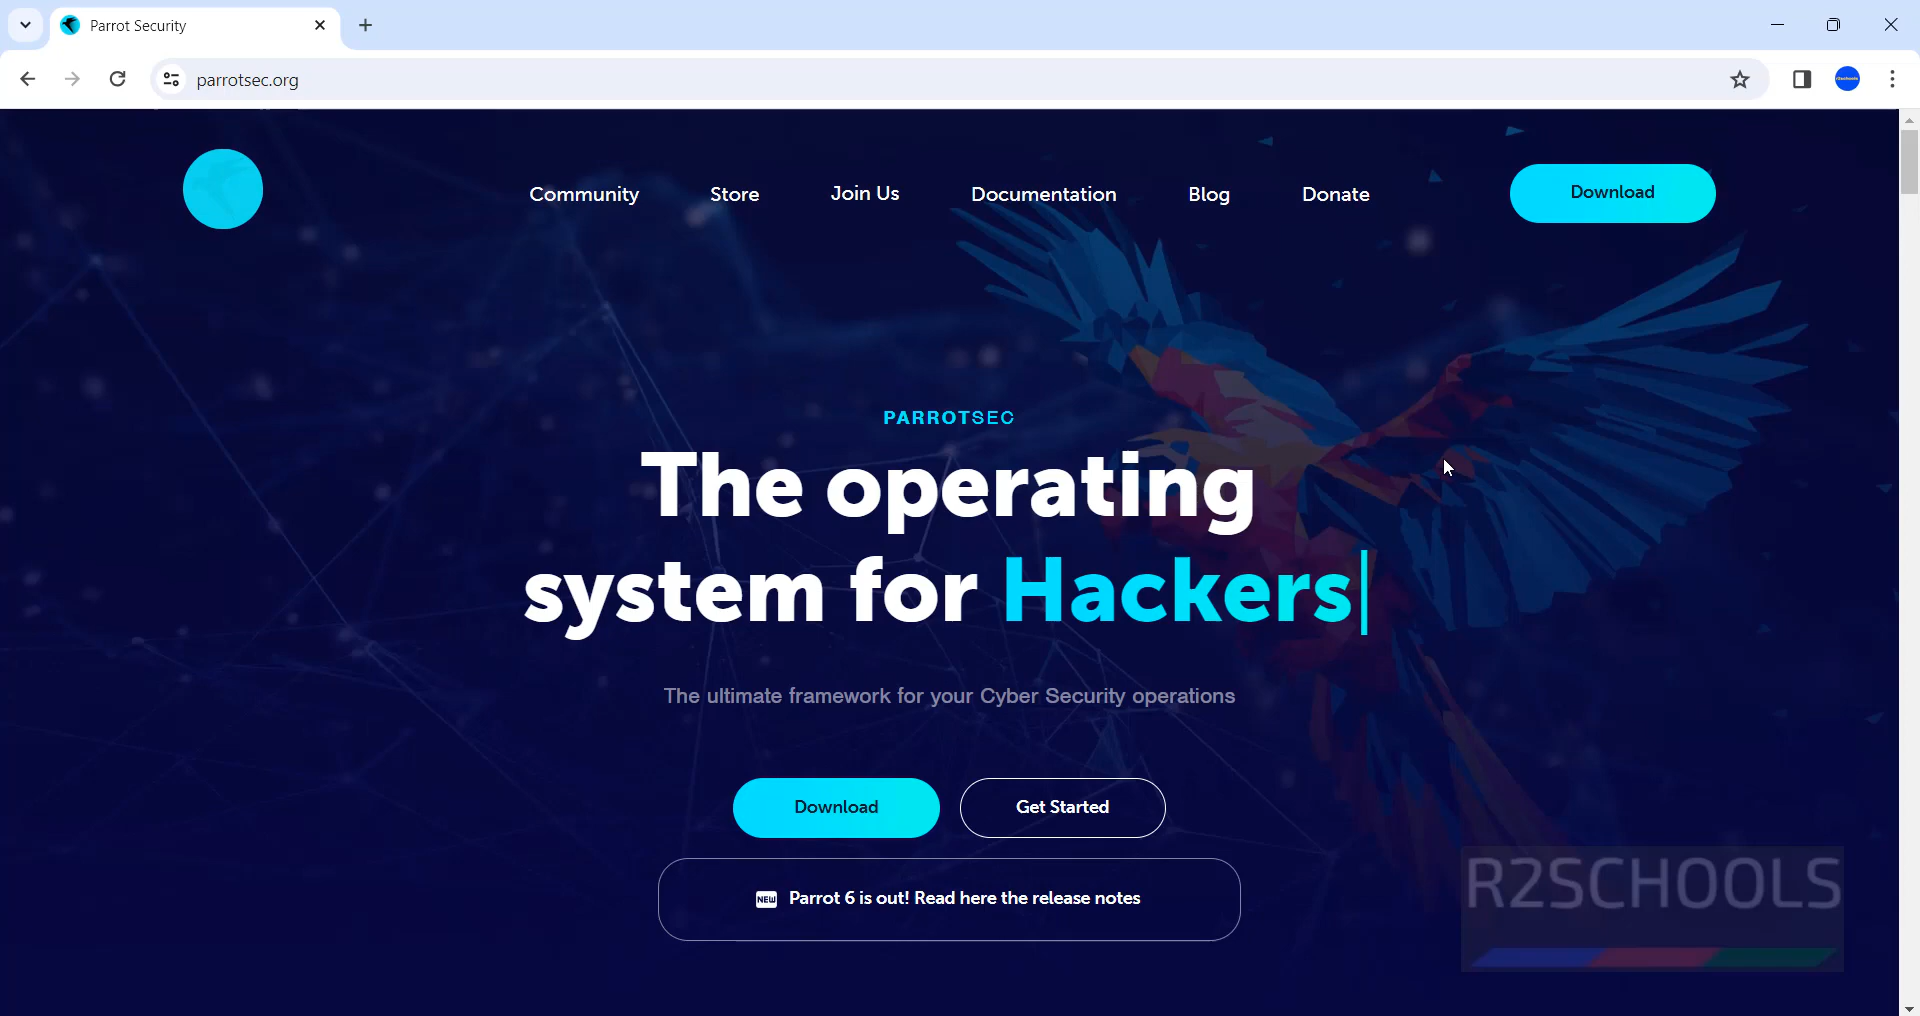 Parrot Security
parrotsec.org
Community Store Join Us Documentation Blog Donate Download
PARROTSEC
The operating
system for Hackers
The ultimate framework for your Cyber Security operations
Download Get Started
NEW Parrot 6 is out! Read here the release notes
R2SCHOOLS